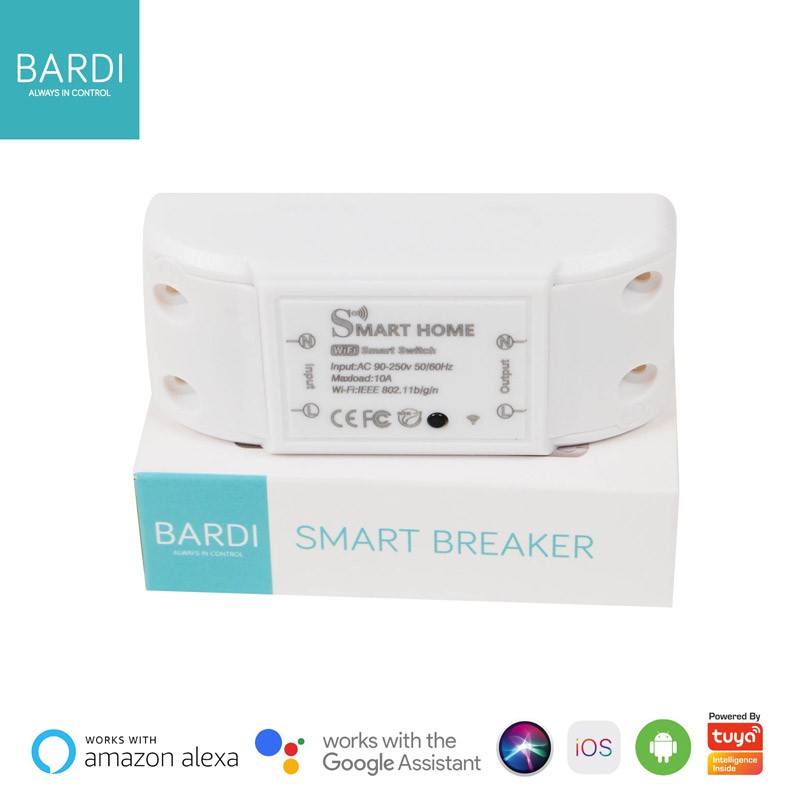 BARDI
ALWAYS IN CONTROL
SMART HOME
WiFi Smart Switch
Input:AC 90-250v 50/60Hz
Maxload:10A
Wi-Fi:IEEE 802.11b/g/n
N
Input
L
N
Output
L
CE FC
BARDI
ALWAYS IN CONTROL
SMART BREAKER
WORKS WITH
amazon alexa
works with the
Google Assistant
iOS
Powered By
tuya
Intelligence
Inside